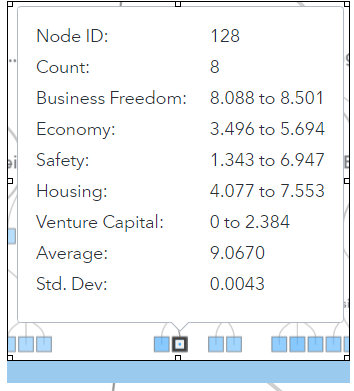 Node ID: 128
Count: 8
Business Freedom: 8.088 to 8.501
Economy: 3.496 to 5.694
Safety: 1.343 to 6.947
Housing: 4.077 to 7.553
Venture Capital: 0 to 2.384
Average: 9.0670
Std. Dev: 0.0043